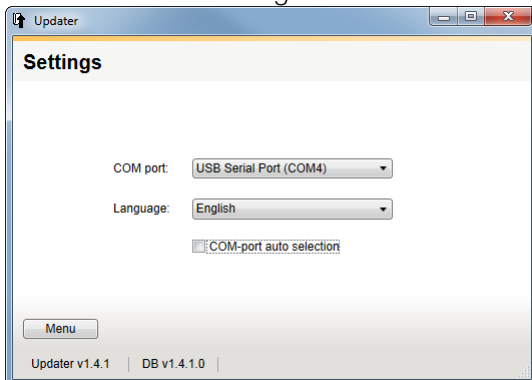 Updater
Settings
COM port: USB Serial Port (COM4)
Language: English
COM-port auto selection
Menu
Updater v1.4.1 DB v1.4.1.0